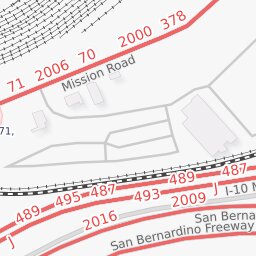 71 2006 70 2000 378
Mission Road
71,
489 495 487 493 489 487
J 2016 2009 J
I-10 
San Berna
San Bernardino Freeway